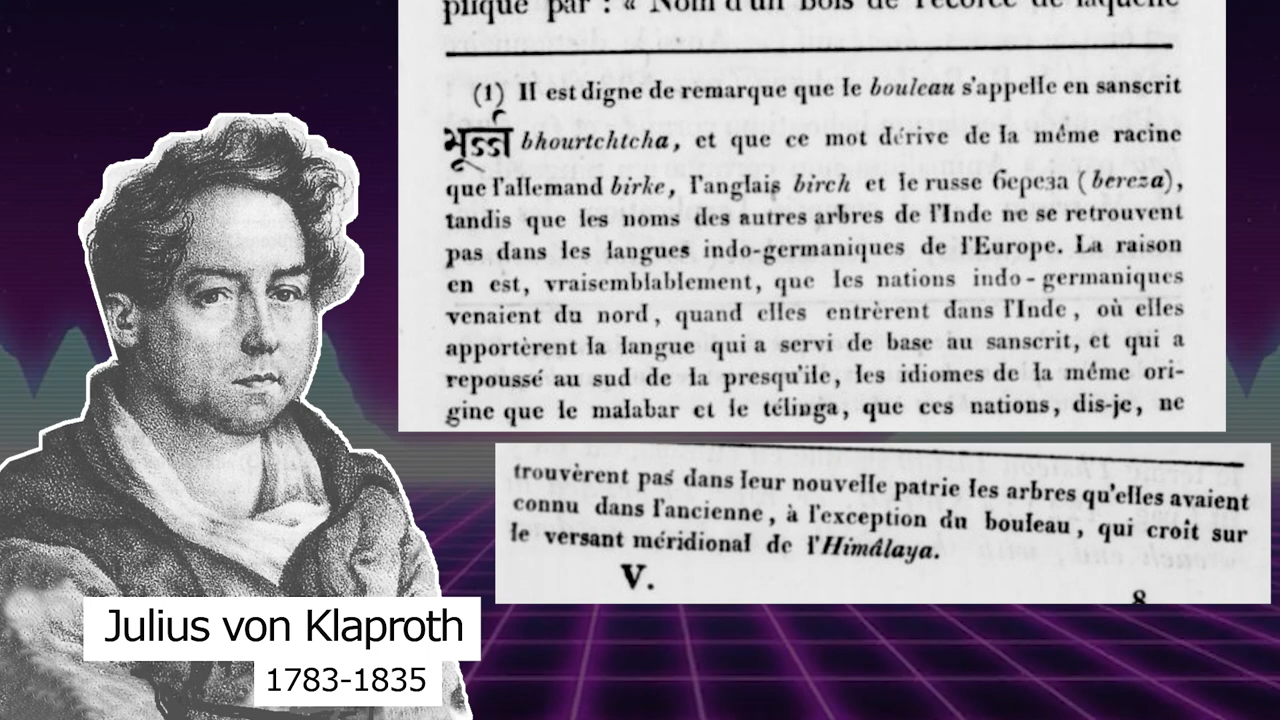 plique par : « Nom d'un bois de l'écorce de laquelle
(1) Il est digne de remarque que le bouleau s'appelle en sanscrit
भूर्ज्ज bhourtchtcha, et que ce mot dérive de la même racine
que l'allemand birke, l'anglais birch et le russe береза (bereza),
tandis que les noms des autres arbres de l'Inde ne se retrouvent
pas dans les langues indo-germaniques de l'Europe. La raison
en est, vraisemblablement, que les nations indo-germaniques
venaient du nord, quand elles entrèrent dans l'Inde, où elles
apportèrent la langue qui a servi de base au sanscrit, et qui a
repoussé au sud de la presqu'ile, les idiomes de la même ori-
gine que le malabar et le télinga, que ces nations, dis-je, ne
trouvèrent pas dans leur nouvelle patrie les arbres qu'elles avaient
connu dans l'ancienne, à l'exception du bouleau, qui croît sur
le versant méridional de l'Himâlaya.
V. 8
Julius von Klaproth
1783-1835